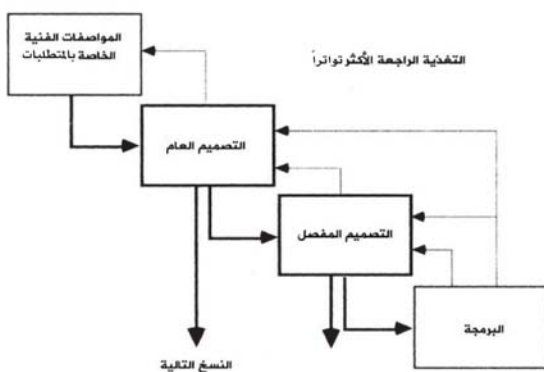 المواصفات الفنية
الخاصة بالمتطلبات
التغذية الراجعة الأكثر تواتراً
التصميم العام
التصميم المفصل
البرمجة
النسخ التالية